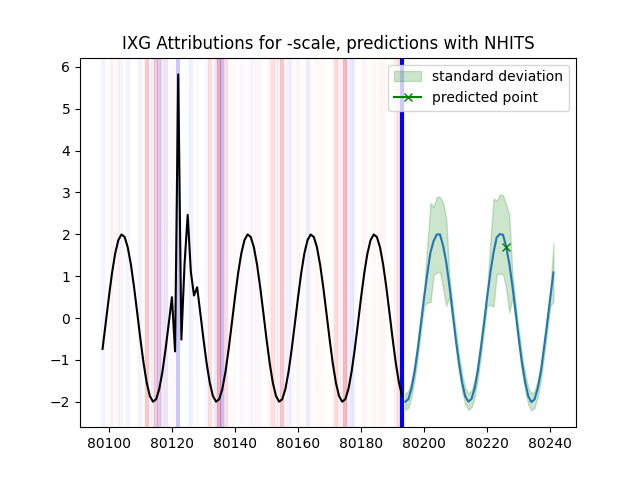 IXG Attributions for -scale, predictions with NHITS
standard deviation
predicted point
6
5
4
3
2
1
0
−1
−2
80100 80120 80140 80160 80180 80200 80220 80240